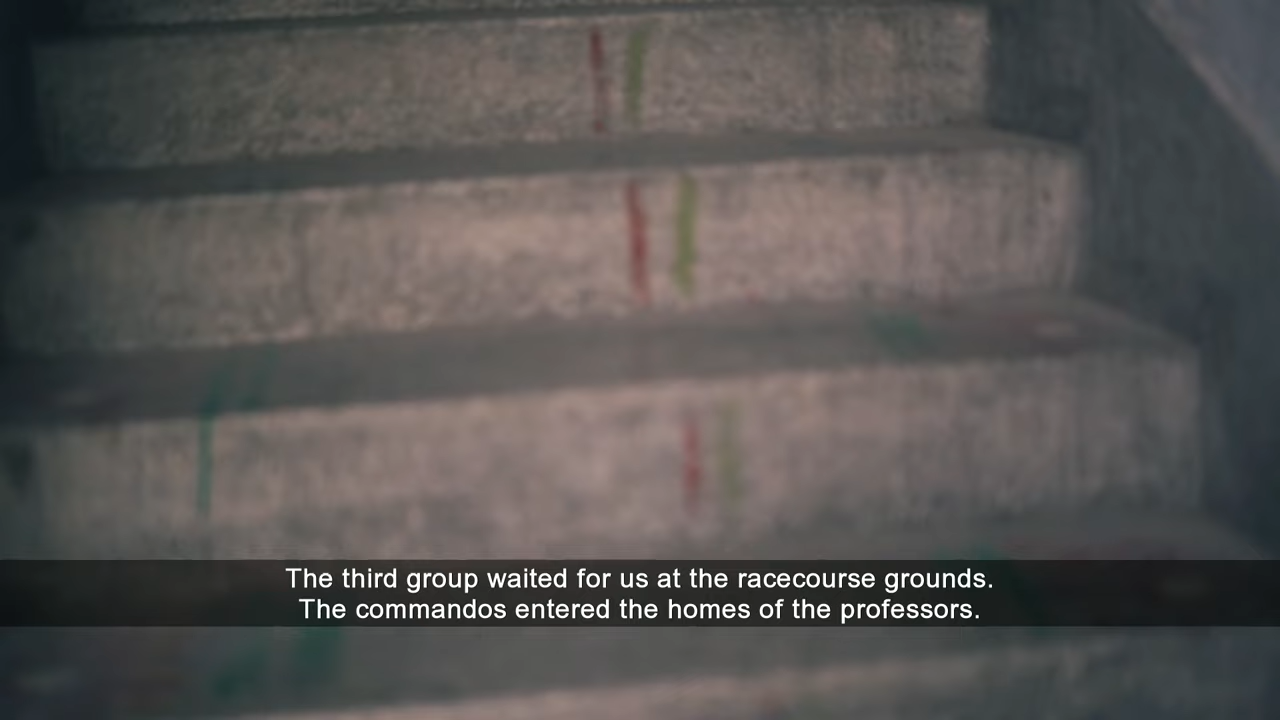 The third group waited for us at the racecourse grounds.
The commandos entered the homes of the professors.